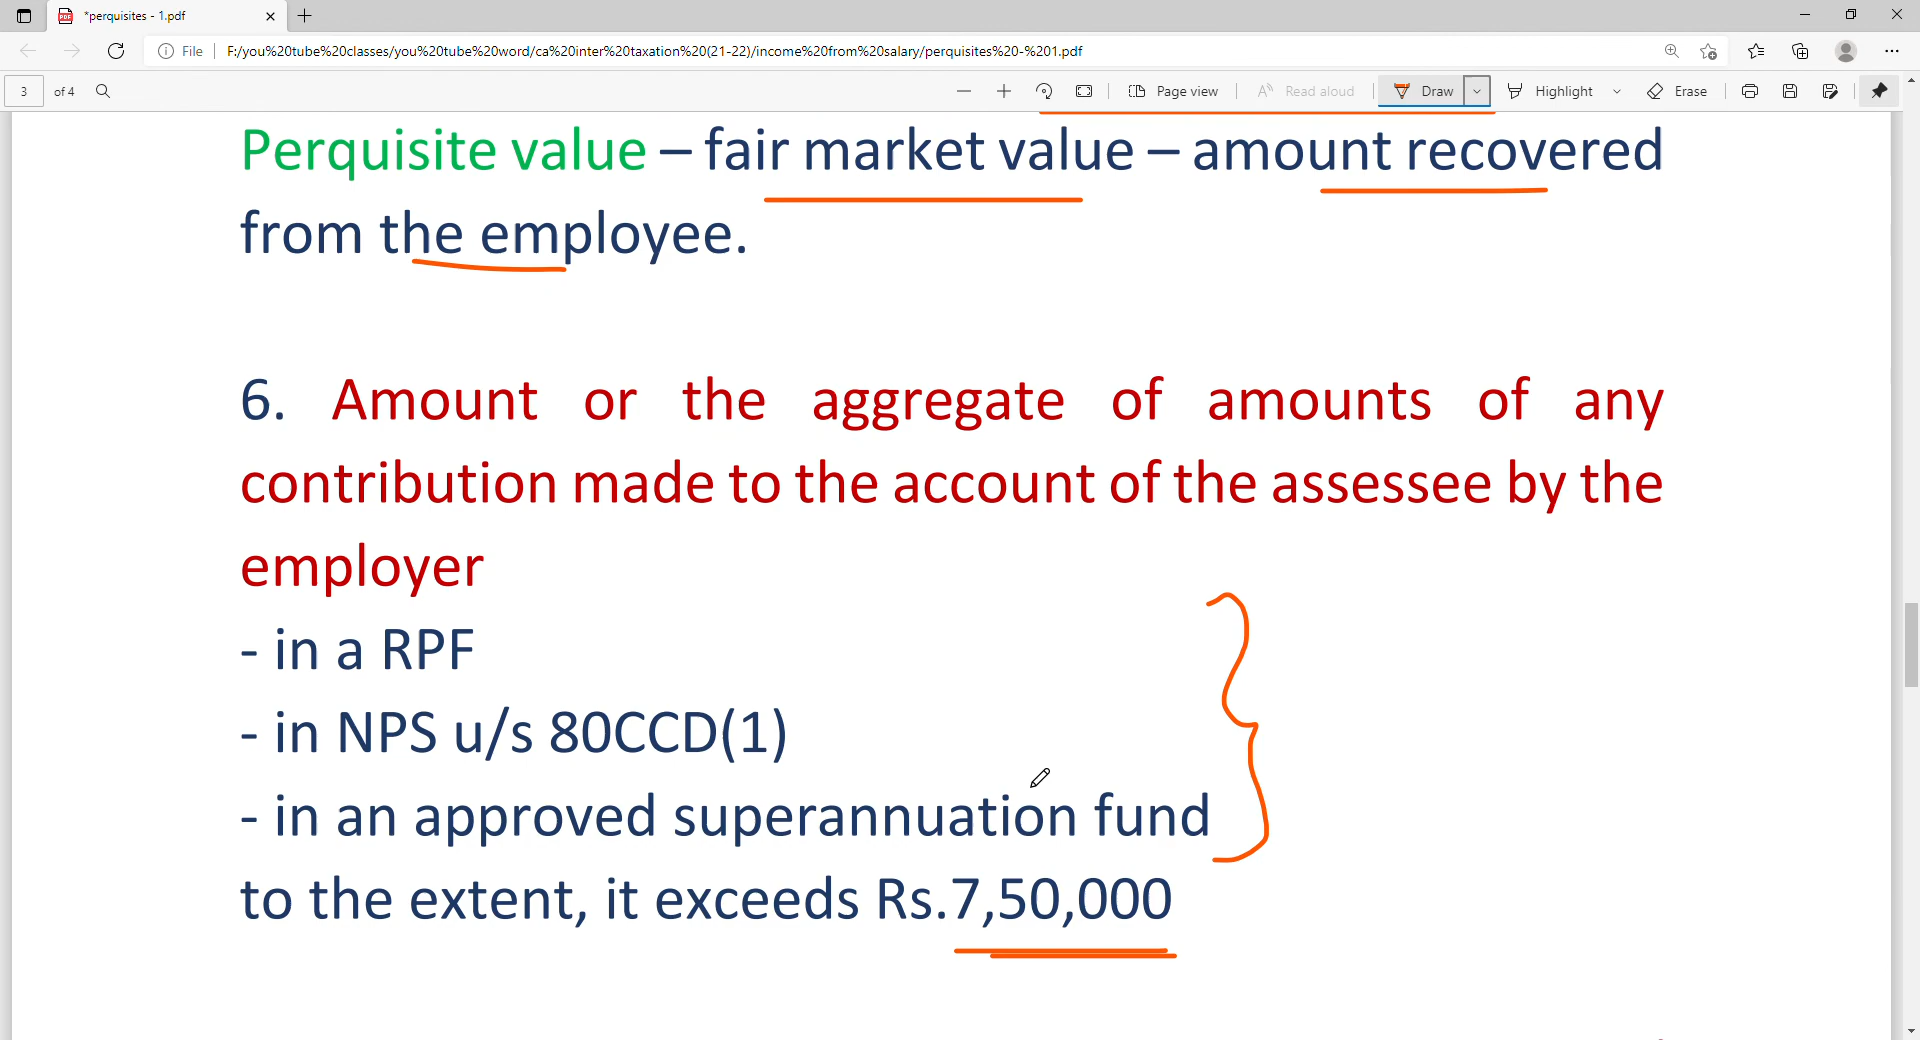 *perquisites - 1.pdf
File
F:/you%20tube%20classes/you%20tube%20word/ca%20inter%20taxation%20(21-22)/income%20from%20salary/perquisites%20-%201.pdf
3 of 4 Page view Read aloud Draw Highlight Erase
Perquisite value – fair market value – amount recovered
from the employee.
6. Amount or the aggregate of amounts of any
contribution made to the account of the assessee by the
employer
- in a RPF
- in NPS u/s 80CCD(1)
- in an approved superannuation fund
to the extent, it exceeds Rs.7,50,000